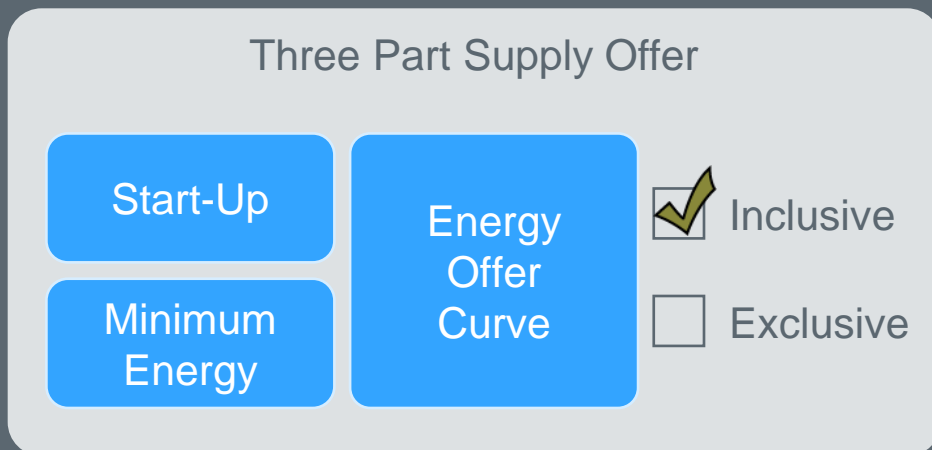 Three Part Supply Offer
Start-Up
Minimum
Energy
Energy
Offer
Curve
Inclusive
Exclusive